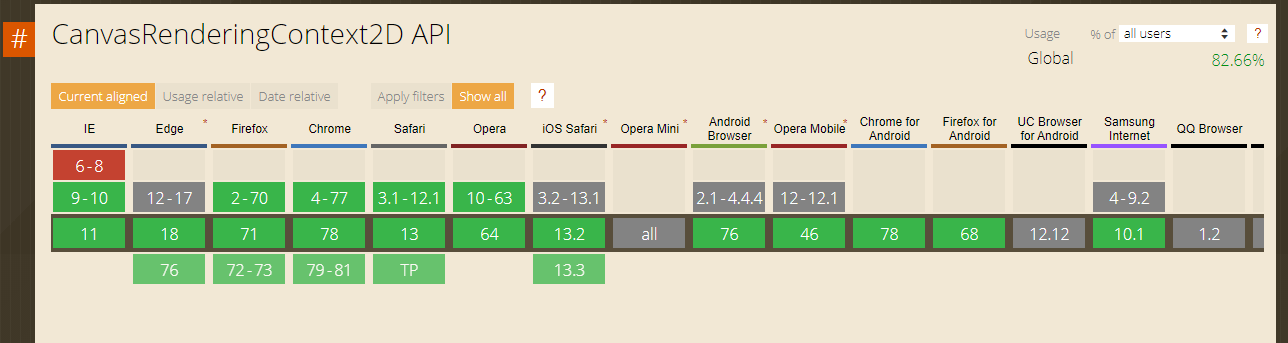 #
CanvasRenderingContext2D API
Usage % of all users ?
Global 82.66%
Current aligned Usage relative Date relative Apply filters Show all ?
IE Edge * Firefox Chrome Safari Opera iOS Safari * Opera Mini * Android Browser * Opera Mobile * Chrome for Android Firefox for Android UC Browser for Android Samsung Internet QQ Browser
6-8
9-10 12-17 2-70 4-77 3.1-12.1 10-63 3.2-13.1 2.1-4.4.4 12-12.1 4-9.2
11 18 71 78 13 64 13.2 all 76 46 78 68 12.12 10.1 1.2
76 72-73 79-81 TP 13.3